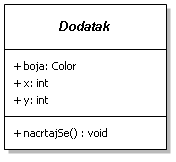 Dodatak
+ boja: Color
+ x: int
+ y: int
+ nacrtajSe() : void